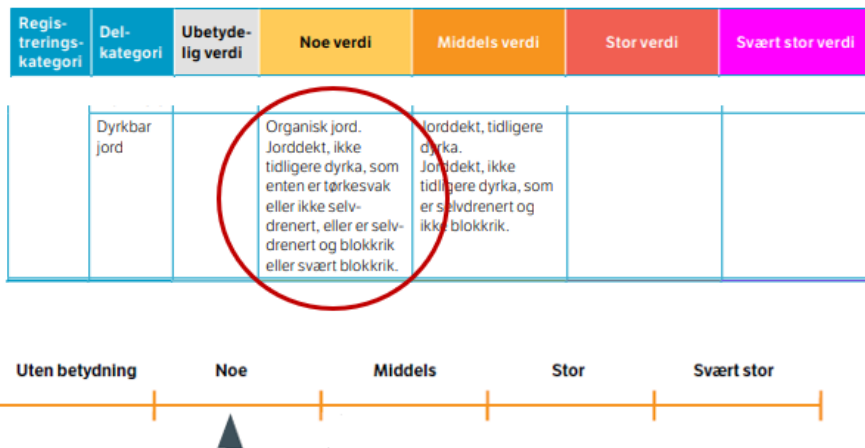 Regis-
trerings-
kategori
Del-
kategori
Ubetyde-
lig verdi
Noe verdi
Middels verdi
Stor verdi
Svært stor verdi
Dyrkbar
jord
Organisk jord.
Jorddekt, ikke
tidligere dyrka, som
enten er tørkesvak
eller ikke selv-
drenert, eller er selv-
drenert og blokkrik
eller svært blokkrik.
Jorddekt, tidligere
dyrka.
Jorddekt, ikke
tidligere dyrka, som
er selvdrenert og
ikke blokkrik.
Uten betydning
Noe
Middels
Stor
Svært stor